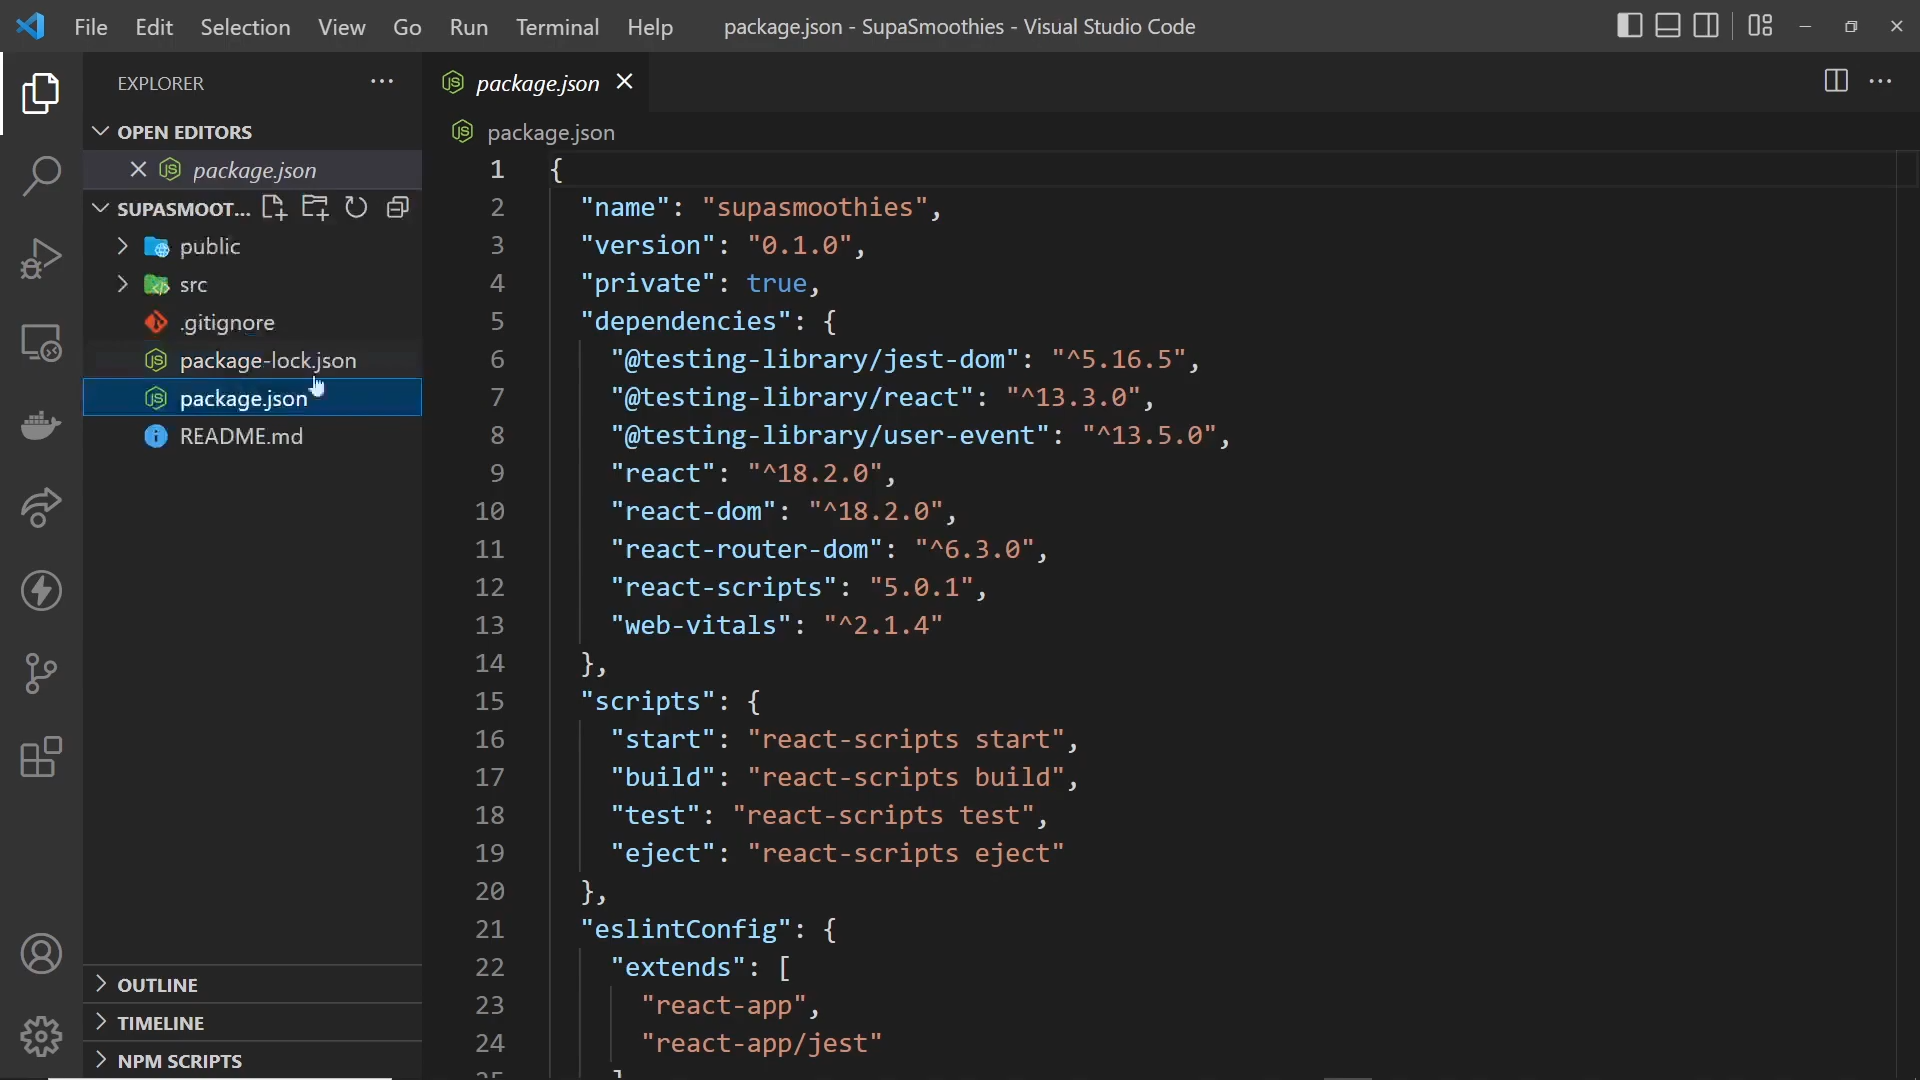 File Edit Selection View Go Run Terminal Help package.json - SupaSmoothies - Visual Studio Code
EXPLORER
OPEN EDITORS
package.json
SUPASMOOT...
public
src
.gitignore
package-lock.json
package.json
README.md
OUTLINE
TIMELINE
NPM SCRIPTS
package.json
package.json
1 {
2 "name": "supasmoothies",
3 "version": "0.1.0",
4 "private": true,
5 "dependencies": {
6 "@testing-library/jest-dom": "^5.16.5",
7 "@testing-library/react": "^13.3.0",
8 "@testing-library/user-event": "^13.5.0",
9 "react": "^18.2.0",
10 "react-dom": "^18.2.0",
11 "react-router-dom": "^6.3.0",
12 "react-scripts": "5.0.1",
13 "web-vitals": "^2.1.4"
14 },
15 "scripts": {
16 "start": "react-scripts start",
17 "build": "react-scripts build",
18 "test": "react-scripts test",
19 "eject": "react-scripts eject"
20 },
21 "eslintConfig": {
22 "extends": [
23 "react-app",
24 "react-app/jest"